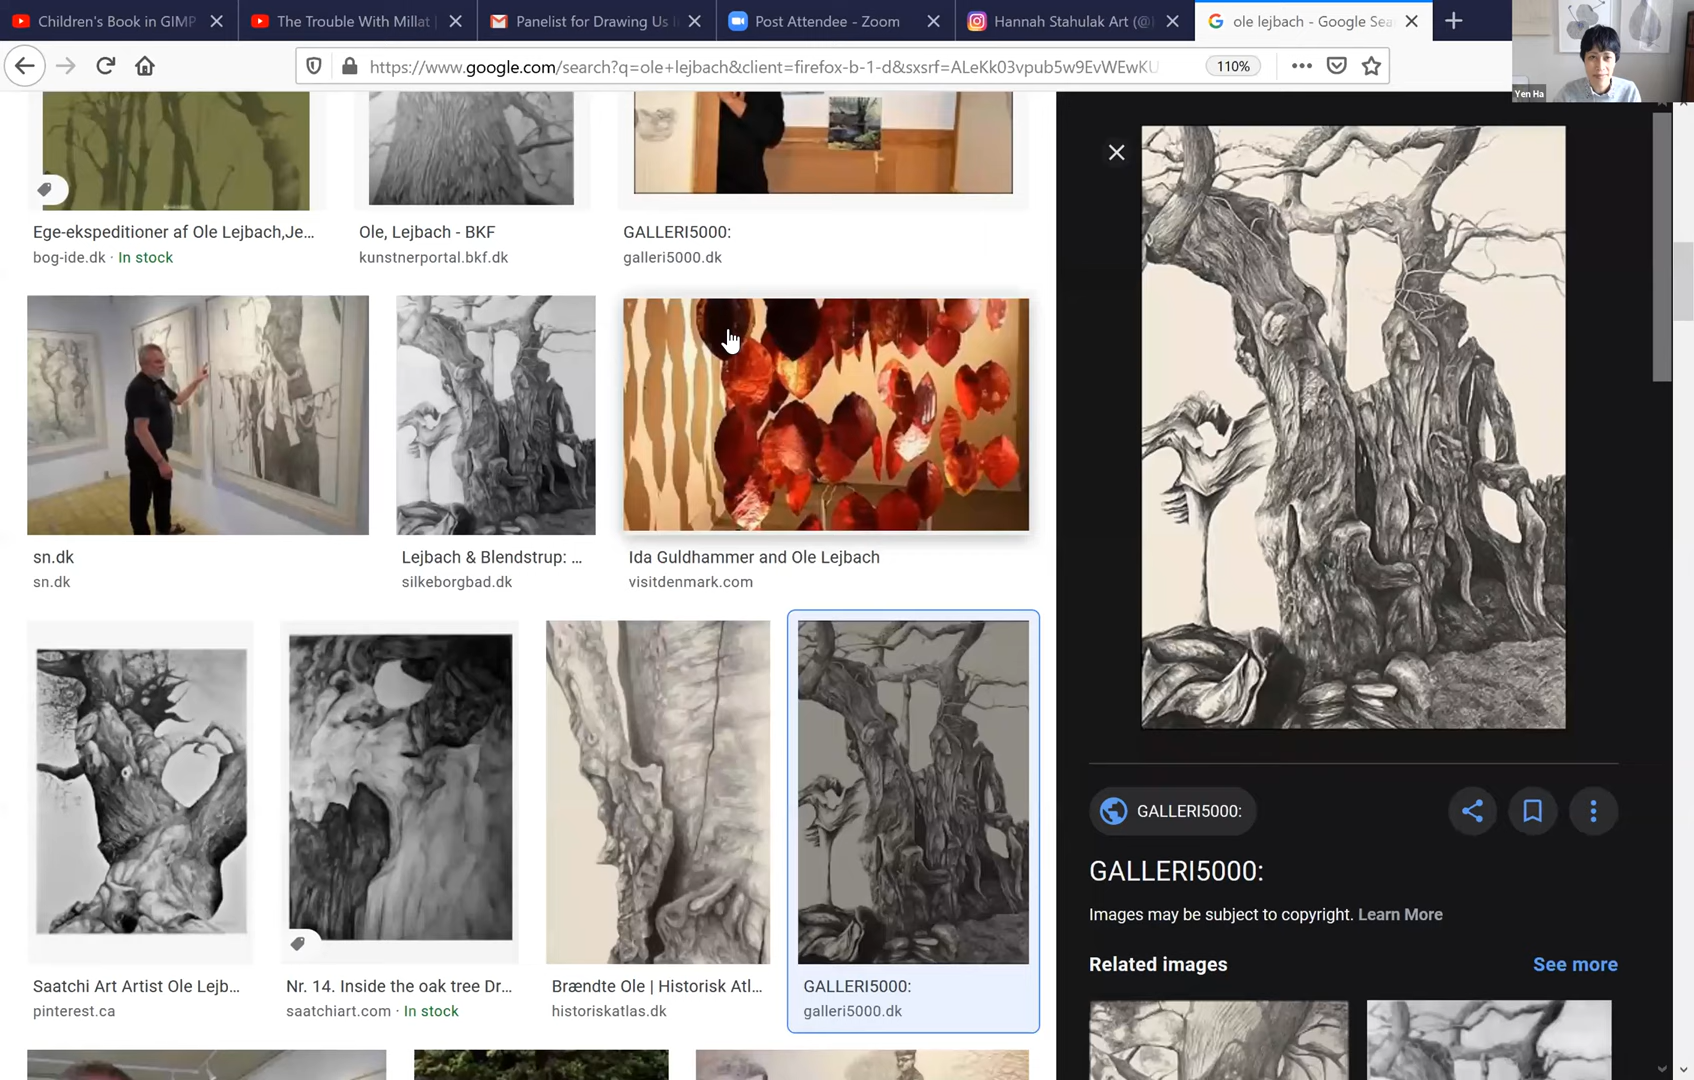 Children's Book in GIMP
The Trouble With Millat |
Panelist for Drawing Us I
Post Attendee - Zoom
Hannah Stahulak Art (@
ole lejbach - Google Sea
https://www.google.com/search?q=ole+lejbach&client=firefox-b-1-d&sxsrf=ALeKk03vpub5w9EvWEwKU
110%
Yen Ha
Ege-ekspeditioner af Ole Lejbach,Je...
bog-ide.dk · In stock
Ole, Lejbach - BKF
kunstnerportal.bkf.dk
GALLERI5000:
galleri5000.dk
sn.dk
sn.dk
Lejbach & Blendstrup: ...
silkeborgbad.dk
Ida Guldhammer and Ole Lejbach
visitdenmark.com
Saatchi Art Artist Ole Lejb...
pinterest.ca
Nr. 14. Inside the oak tree Dr...
saatchiart.com · In stock
Brændte Ole | Historisk Atl...
historiskatlas.dk
GALLERI5000:
galleri5000.dk
GALLERI5000:
GALLERI5000:
Images may be subject to copyright. Learn More
Related images
See more